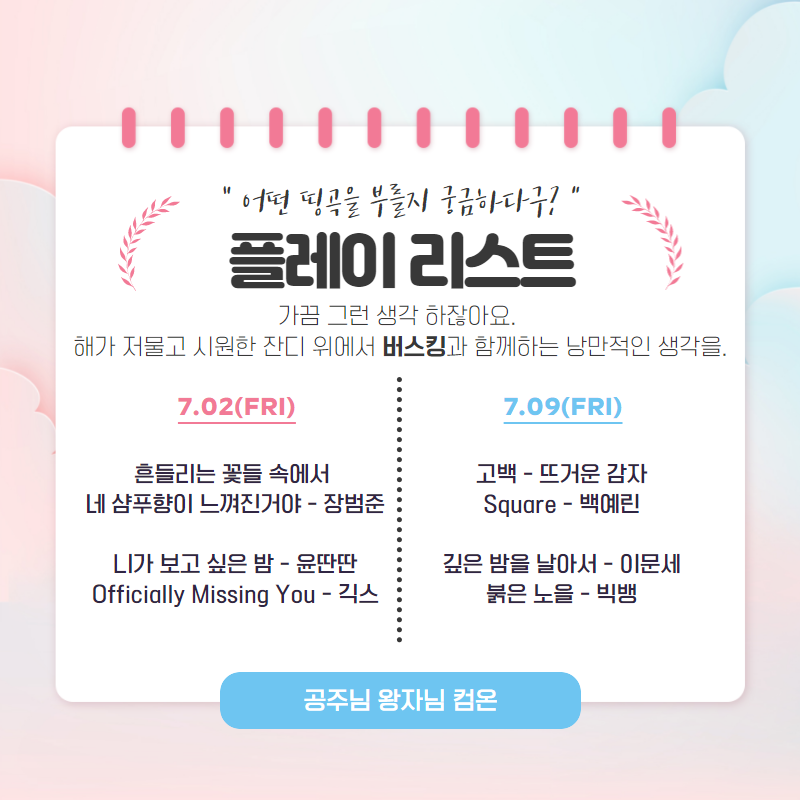 " 어떤 띵곡을 부를지 궁금하다구? "
플레이 리스트
가끔 그런 생각 하잖아요.
해가 저물고 시원한 잔디 위에서 버스킹과 함께하는 낭만적인 생각을.
7.02(FRI)
흔들리는 꽃들 속에서
네 샴푸향이 느껴진거야 - 장범준
니가 보고 싶은 밤 - 윤딴딴
Officially Missing You - 긱스
7.09(FRI)
고백 - 뜨거운 감자
Square - 백예린
깊은 밤을 날아서 - 이문세
붉은 노을 - 빅뱅
공주님 왕자님 컴온